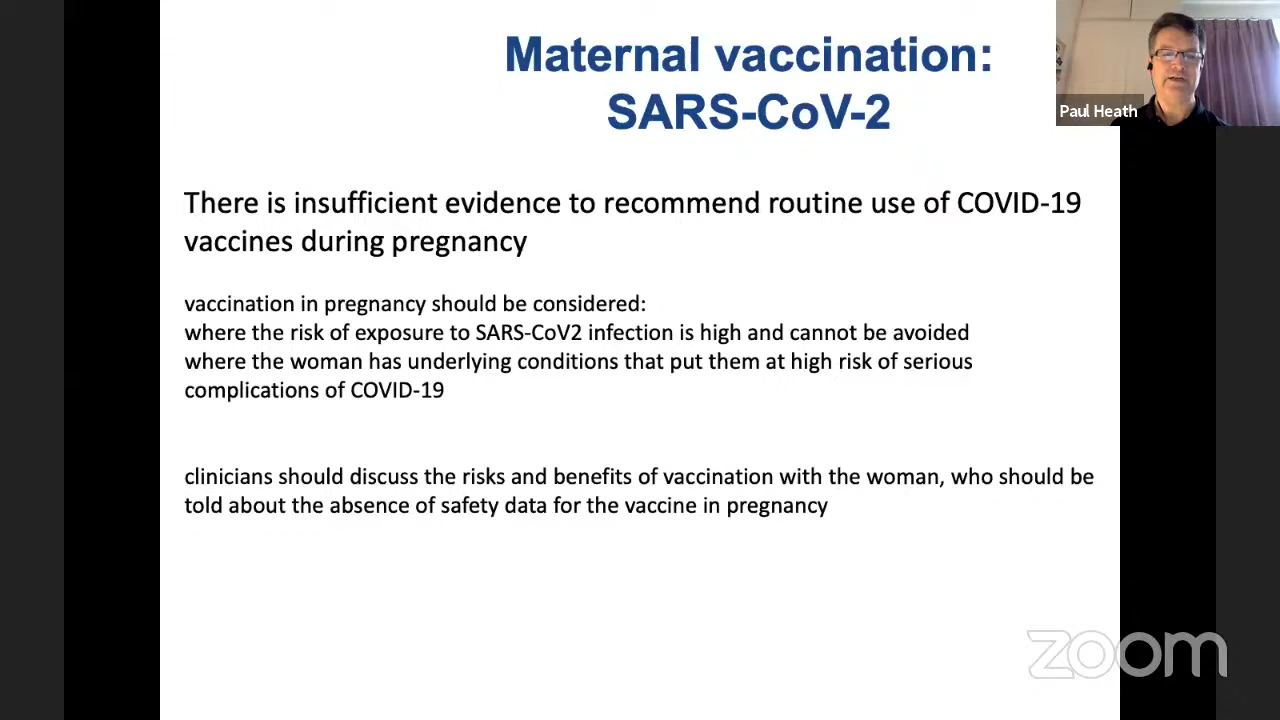 Maternal vaccination:
SARS-CoV-2
Paul Heath
There is insufficient evidence to recommend routine use of COVID-19
vaccines during pregnancy
vaccination in pregnancy should be considered:
where the risk of exposure to SARS-CoV2 infection is high and cannot be avoided
where the woman has underlying conditions that put them at high risk of serious
complications of COVID-19
clinicians should discuss the risks and benefits of vaccination with the woman, who should be
told about the absence of safety data for the vaccine in pregnancy
zoom